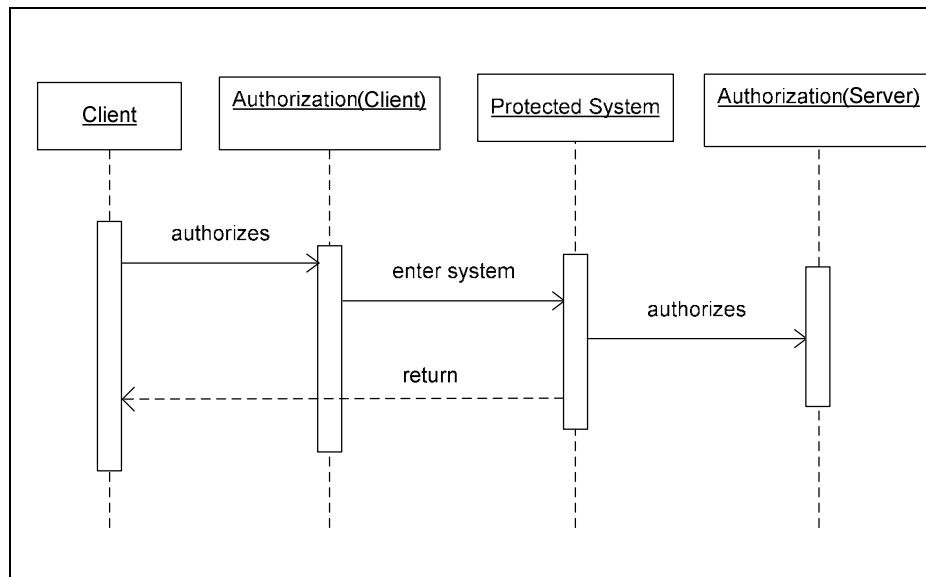 Client
Authorization(Client)
Protected System
Authorization(Server)
authorizes
enter system
authorizes
return